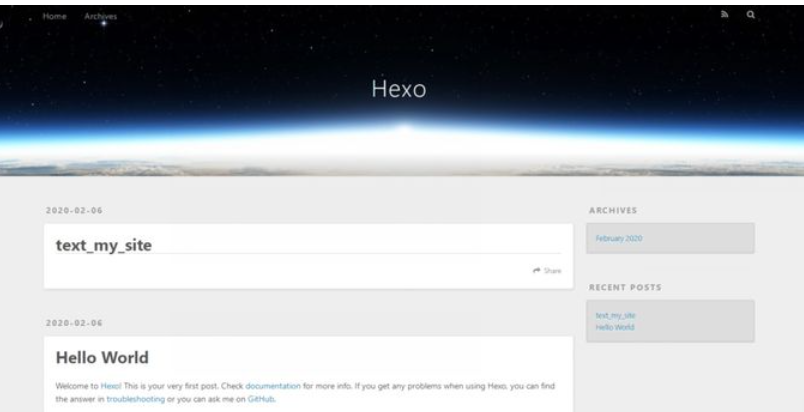 Home Archives
Hexo
2020-02-06
text_my_site
Share
2020-02-06
Hello World
Welcome to Hexo! This is your very first post. Check documentation for more info. If you get any problems when using Hexo, you can find
the answer in troubleshooting or you can ask me on GitHub.
ARCHIVES
February 2020
RECENT POSTS
text_my_site
Hello World